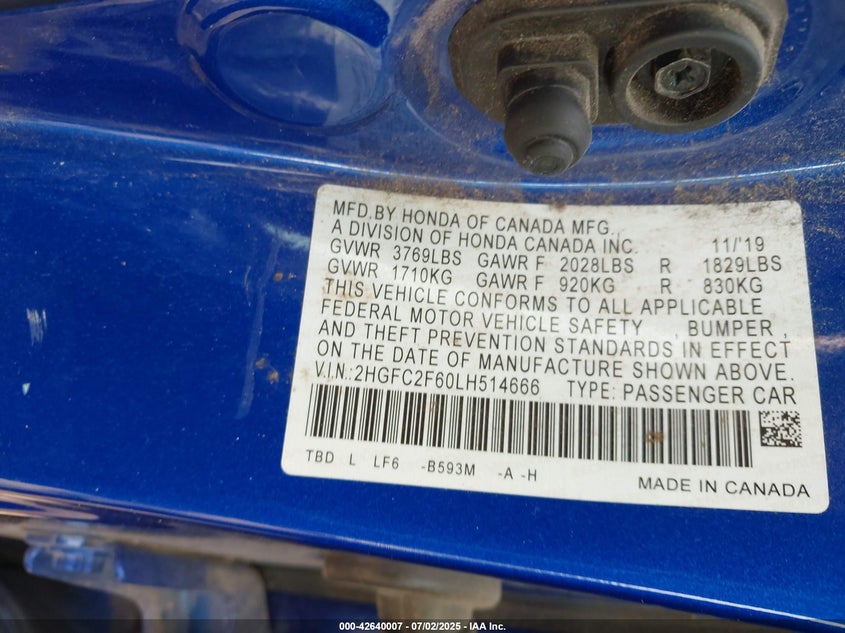 MFD.BY HONDA OF CANADA MFG.
A DIVISION OF HONDA CANADA INC. 11/'19
GVWR 3769LBS GAWR F 2028LBS R 1829LBS
GVWR 1710KG GAWR F 920KG R 830KG
THIS VEHICLE CONFORMS TO ALL APPLICABLE
FEDERAL MOTOR VEHICLE SAFETY , BUMPER ,
AND THEFT PREVENTION STANDARDS IN EFFECT
ON THE DATE OF MANUFACTURE SHOWN ABOVE.
V.I.N.:2HGFC2F60LH514666 TYPE: PASSENGER CAR
TBD L LF6 -B593M -A -H
MADE IN CANADA
000-42640007 - 07/02/2025 - IAA Inc.